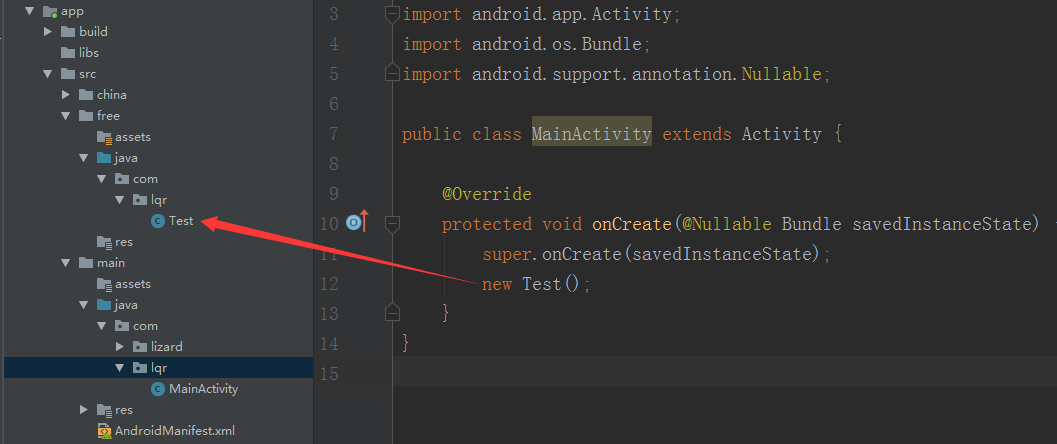 app
build
libs
src
china
free
assets
java
com
lqr
Test
res
main
assets
java
com
lizard
lqr
MainActivity
res
AndroidManifest.xml
3 import android.app.Activity;
4 import android.os.Bundle;
5 import android.support.annotation.Nullable;
6
7 public class MainActivity extends Activity {
8
9 @Override
10 protected void onCreate(@Nullable Bundle savedInstanceState)
11 super.onCreate(savedInstanceState);
12 new Test();
13 }
14 }
15